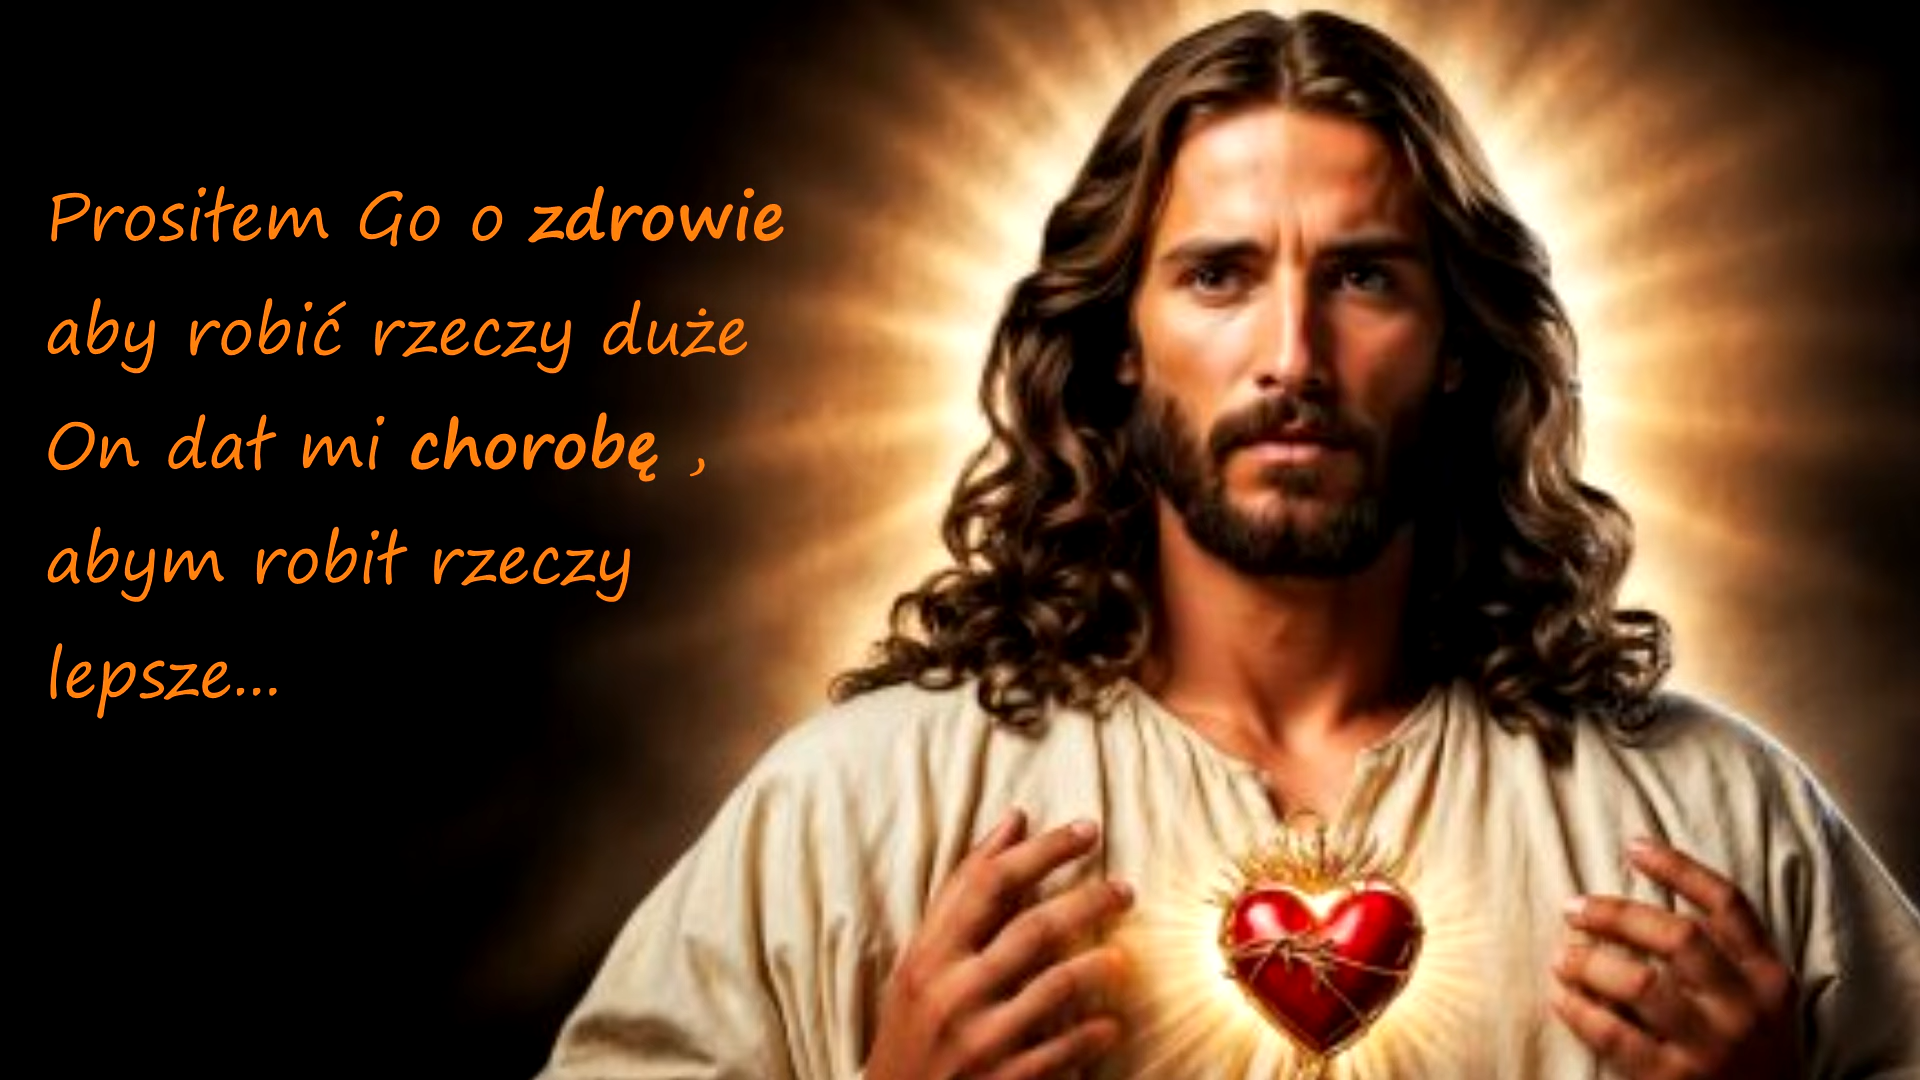 Prosiłem Go o zdrowie
aby robić rzeczy duże
On dał mi chorobę ,
abym robił rzeczy
lepsze...